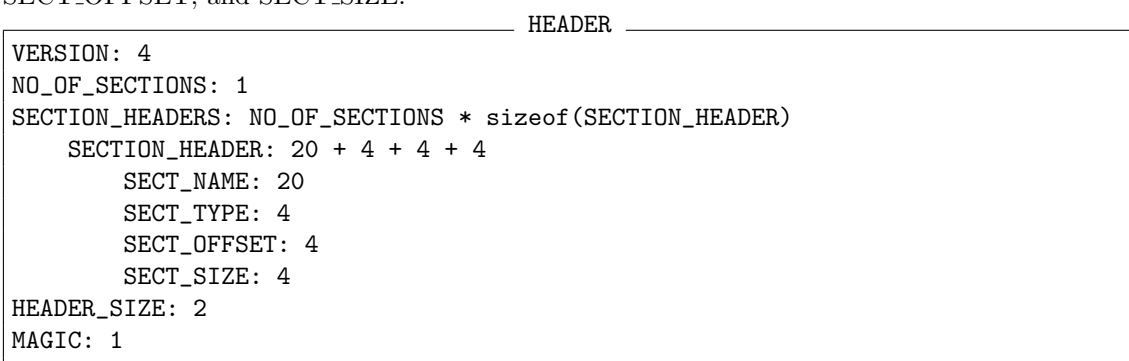 SECT_OFFSET, and SECT_SIZE.
HEADER
VERSION: 4
NO_OF_SECTIONS: 1
SECTION_HEADERS: NO_OF_SECTIONS * sizeof(SECTION_HEADER)
SECTION_HEADER: 20 + 4 + 4 + 4
SECT_NAME: 20
SECT_TYPE: 4
SECT_OFFSET: 4
SECT_SIZE: 4
HEADER_SIZE: 2
MAGIC: 1